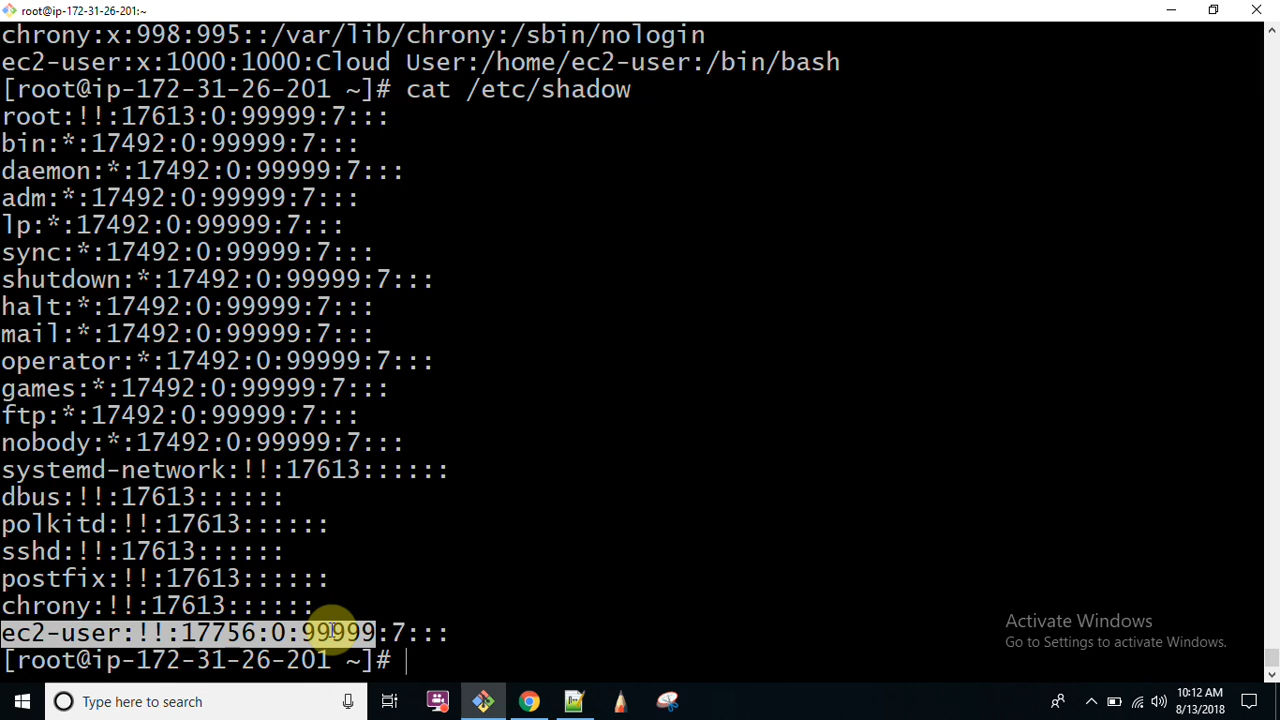 root@ip-172-31-26-201:~
chrony:x:998:995::/var/lib/chrony:/sbin/nologin
ec2-user:x:1000:1000:Cloud User:/home/ec2-user:/bin/bash
[root@ip-172-31-26-201 ~]# cat /etc/shadow
root:!!:17613:0:99999:7:::
bin:*:17492:0:99999:7:::
daemon:*:17492:0:99999:7:::
adm:*:17492:0:99999:7:::
lp:*:17492:0:99999:7:::
sync:*:17492:0:99999:7:::
shutdown:*:17492:0:99999:7:::
halt:*:17492:0:99999:7:::
mail:*:17492:0:99999:7:::
operator:*:17492:0:99999:7:::
games:*:17492:0:99999:7:::
ftp:*:17492:0:99999:7:::
nobody:*:17492:0:99999:7:::
systemd-network:!!:17613::::::
dbus:!!:17613::::::
polkitd:!!:17613::::::
sshd:!!:17613::::::
postfix:!!:17613::::::
chrony:!!:17613::::::
ec2-user:!!:17756:0:99999:7:::
[root@ip-172-31-26-201 ~]#
Activate Windows
Go to Settings to activate Windows.
Type here to search
10:12 AM
8/13/2018